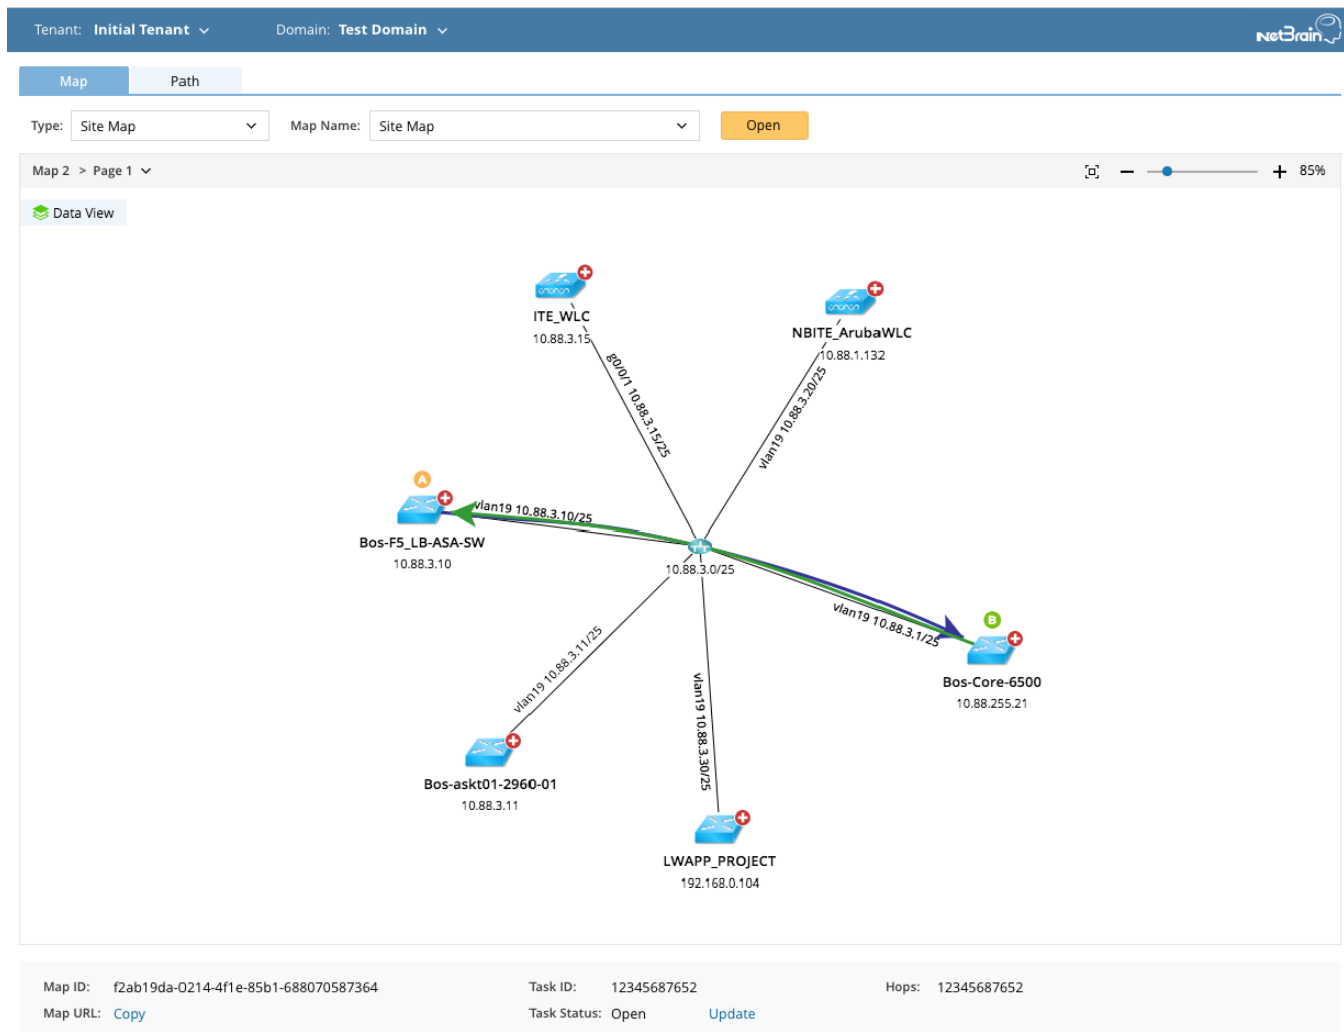 Tenant: Initial Tenant Domain: Test Domain NetBrain
Map Path
Type: Site Map Map Name: Site Map Open
Map 2 > Page 1 85%
Data View
ITE_WLC
10.88.3.15
NBITE_ArubaWLC
10.88.1.132
g0/0/1 10.88.3.15/25
vlan19 10.88.3.20/25
A
vlan19 10.88.3.10/25
Bos-F5_LB-ASA-SW
10.88.3.10
10.88.3.0/25
vlan19 10.88.3.1/25
B
Bos-Core-6500
10.88.255.21
vlan19 10.88.3.11/25
vlan19 10.88.3.30/25
Bos-askt01-2960-01
10.88.3.11
LWAPP_PROJECT
192.168.0.104
Map ID: f2ab19da-0214-4f1e-85b1-688070587364 Task ID: 12345687652 Hops: 12345687652
Map URL: Copy Task Status: Open Update